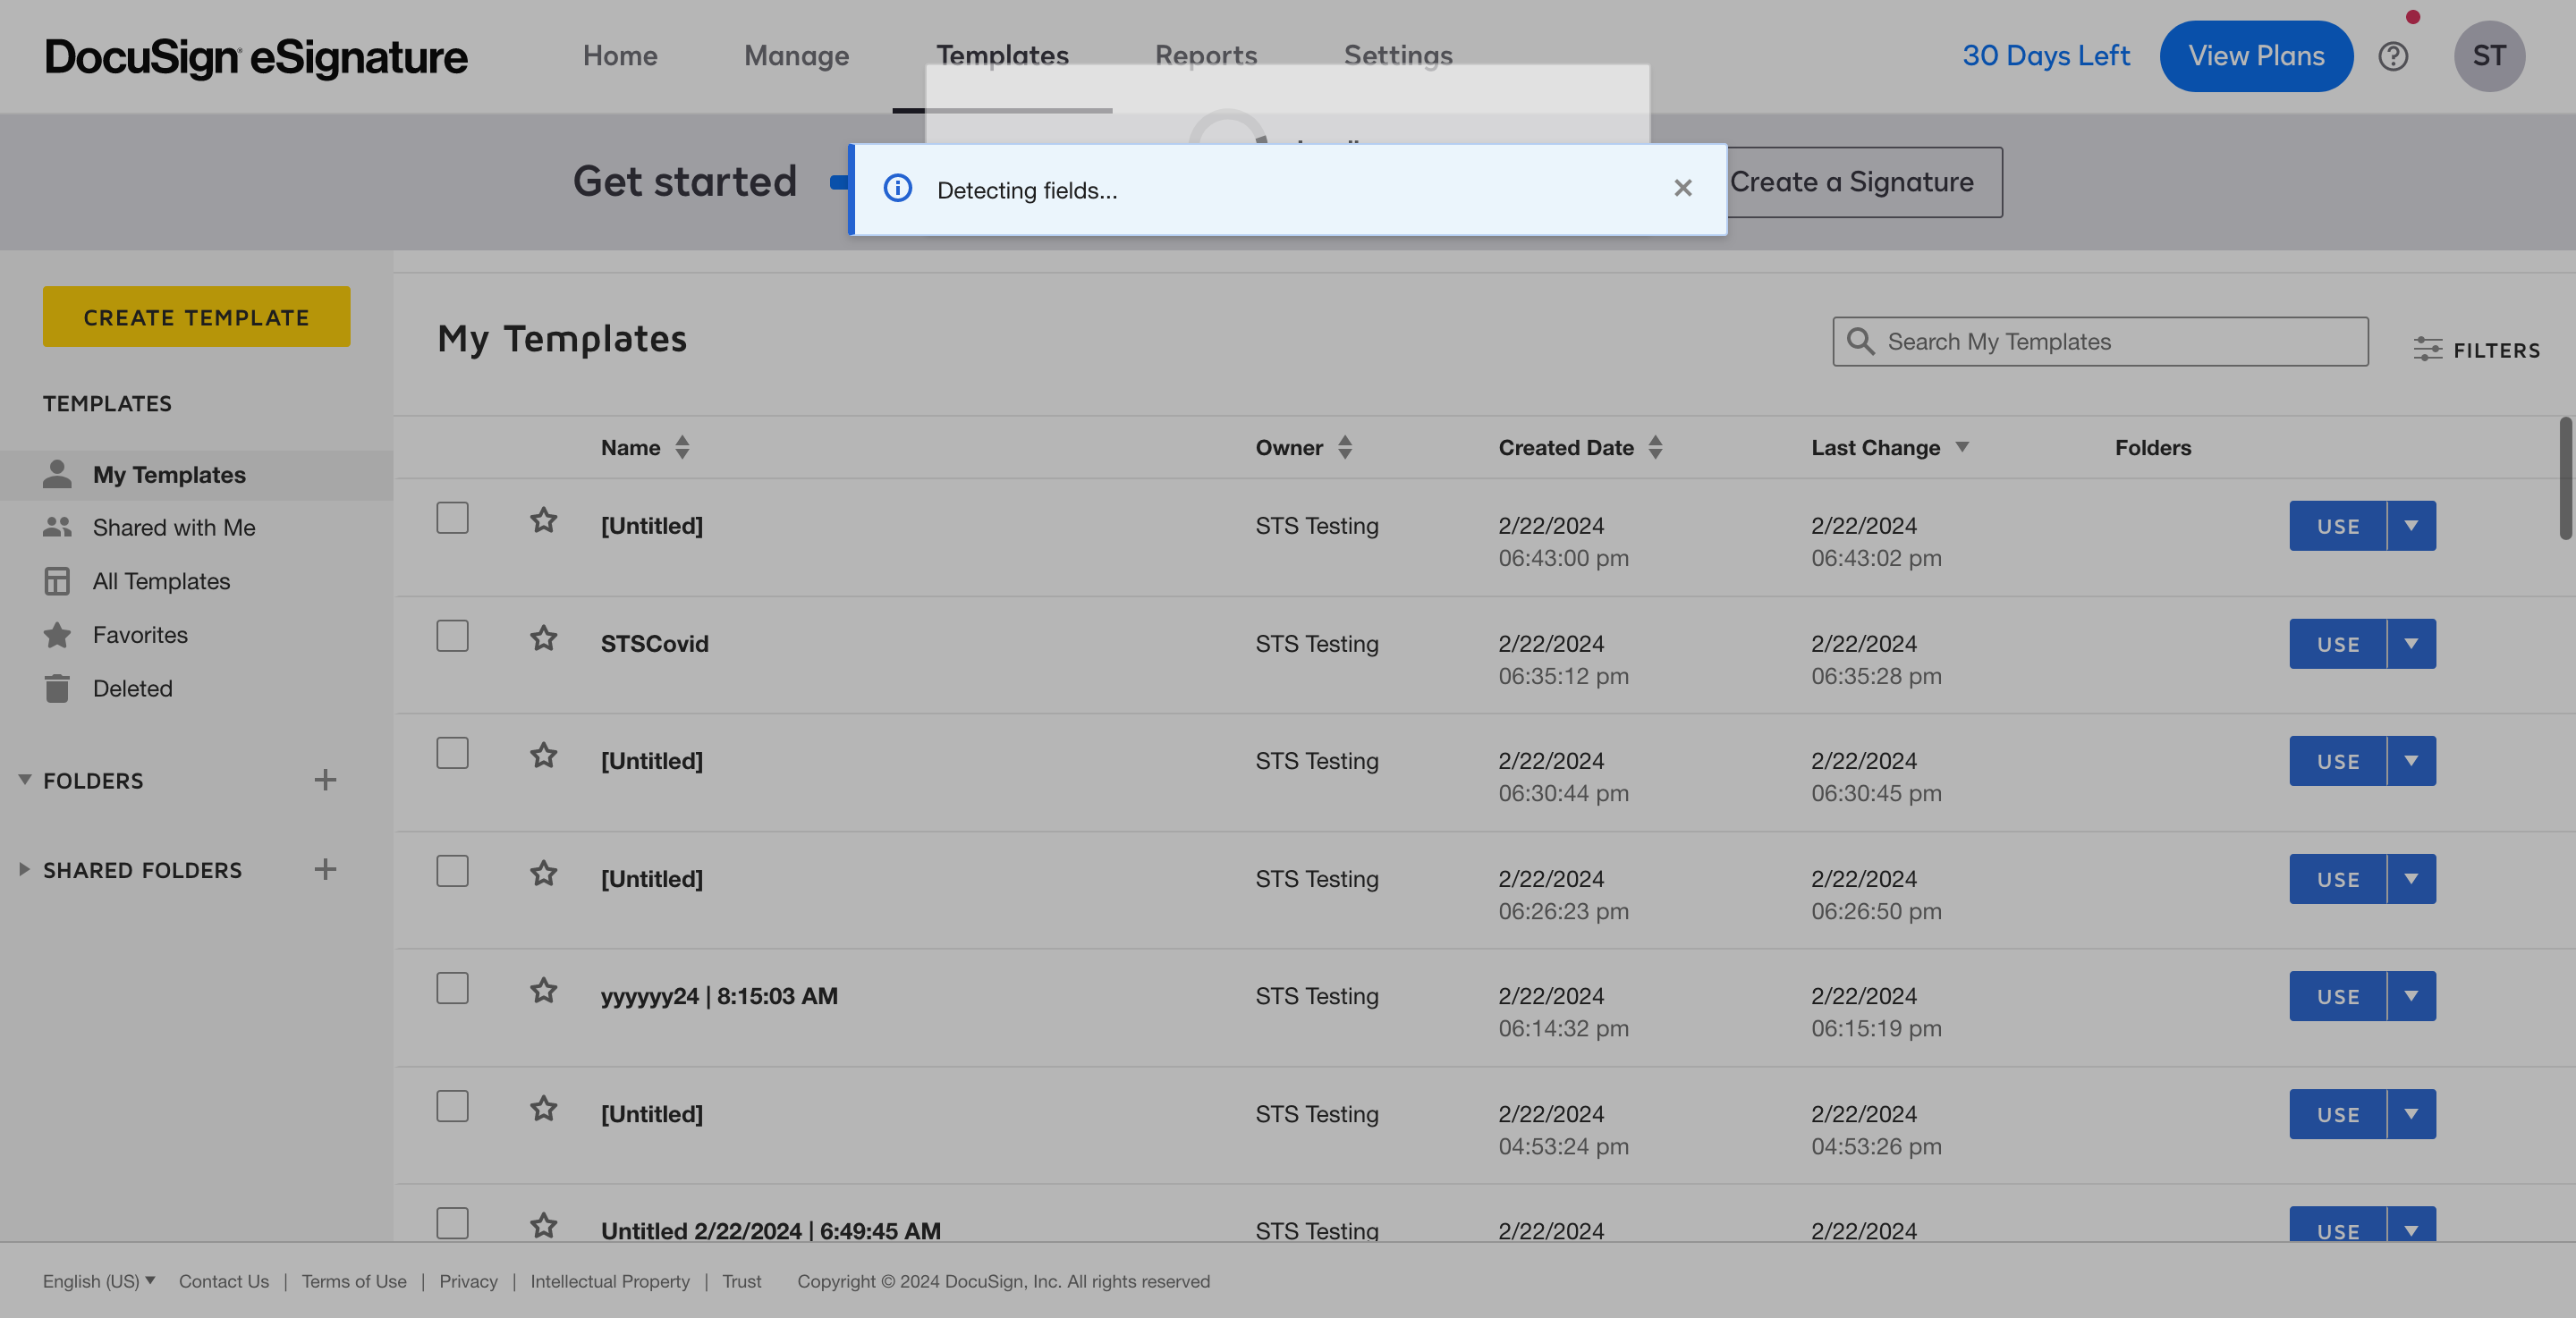 DocuSign eSignature
Home Manage Templates Reports Settings
30 Days Left View Plans ST
Get started
Detecting fields...
Create a Signature
CREATE TEMPLATE
My Templates
Search My Templates
FILTERS
TEMPLATES
My Templates
Shared with Me
All Templates
Favorites
Deleted
FOLDERS
SHARED FOLDERS
Name Owner Created Date Last Change Folders
[Untitled] STS Testing 2/22/2024 2/22/2024 USE
06:43:00 pm 06:43:02 pm
STSCovid STS Testing 2/22/2024 2/22/2024 USE
06:35:12 pm 06:35:28 pm
[Untitled] STS Testing 2/22/2024 2/22/2024 USE
06:30:44 pm 06:30:45 pm
[Untitled] STS Testing 2/22/2024 2/22/2024 USE
06:26:23 pm 06:26:50 pm
yyyyyy24 | 8:15:03 AM STS Testing 2/22/2024 2/22/2024 USE
06:14:32 pm 06:15:19 pm
[Untitled] STS Testing 2/22/2024 2/22/2024 USE
04:53:24 pm 04:53:26 pm
Untitled 2/22/2024 | 6:49:45 AM STS Testing 2/22/2024 2/22/2024 USE
English (US) Contact Us | Terms of Use | Privacy | Intellectual Property | Trust Copyright © 2024 DocuSign, Inc. All rights reserved